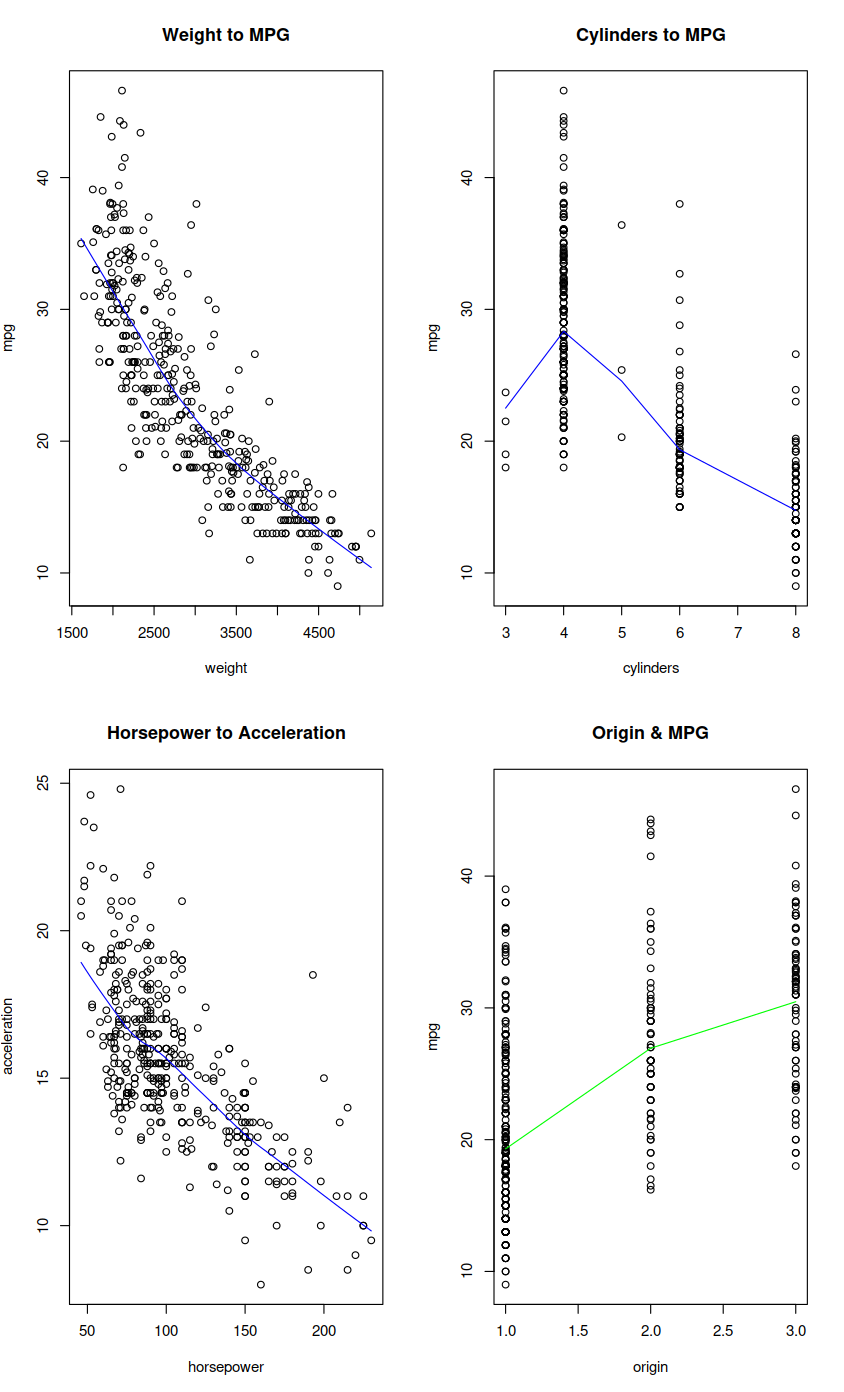 Weight to MPG
mpg
40
30
20
10
1500 2500 3500 4500
weight
Cylinders to MPG
mpg
40
30
20
10
3 4 5 6 7 8
cylinders
Horsepower to Acceleration
acceleration
25
20
15
10
50 100 150 200
horsepower
Origin & MPG
mpg
40
30
20
10
1.0 1.5 2.0 2.5 3.0
origin